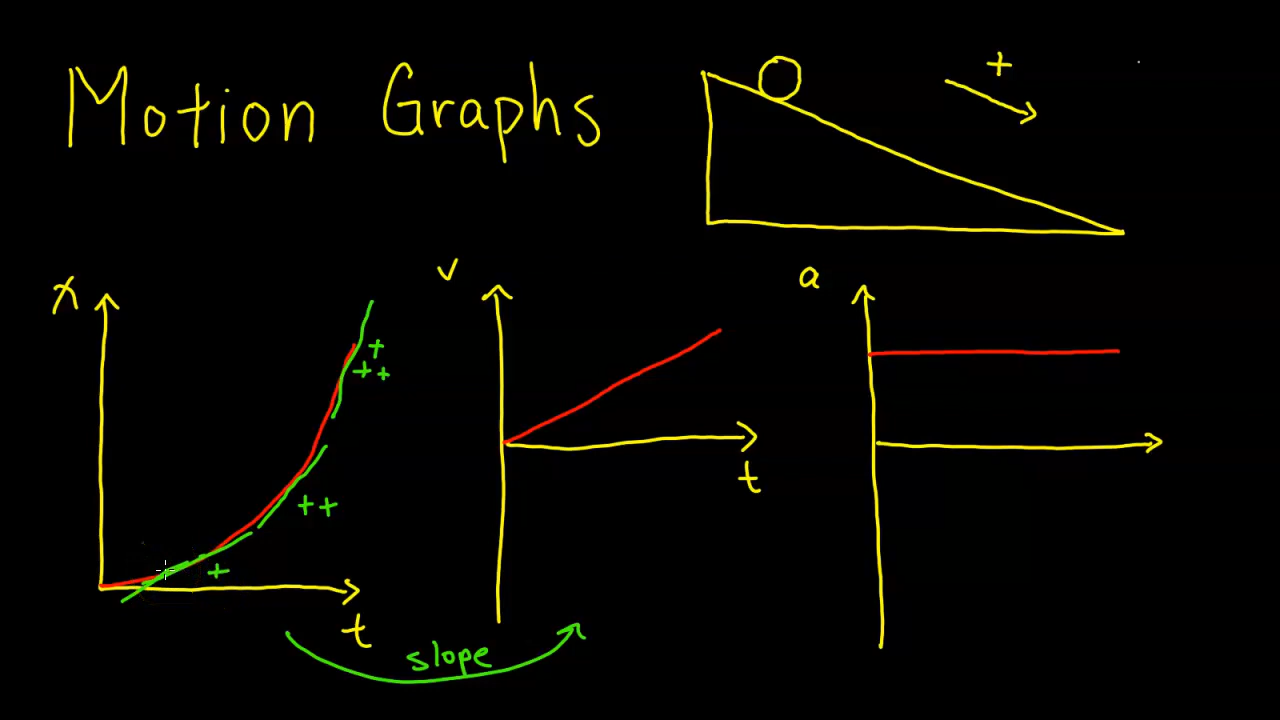 Motion Graphs
+
x
v
a
+
++
++
+
t
t
slope